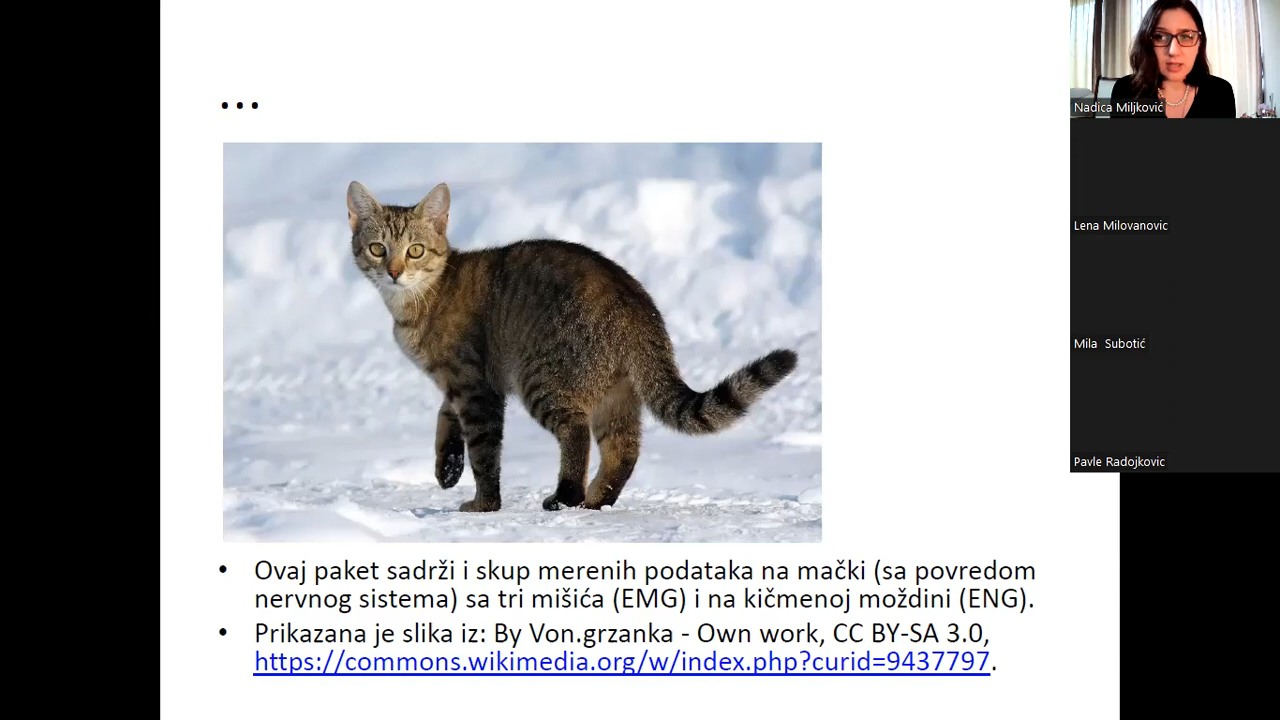 ...
• Ovaj paket sadrži i skup merenih podataka na mački (sa povredom
nervnog sistema) sa tri mišića (EMG) i na kičmenoj moždini (ENG).
• Prikazana je slika iz: By Von.grzanka - Own work, CC BY-SA 3.0,
https://commons.wikimedia.org/w/index.php?curid=9437797.
Nadica Miljković
Lena Milovanovic
Mila Subotić
Pavle Radojkovic